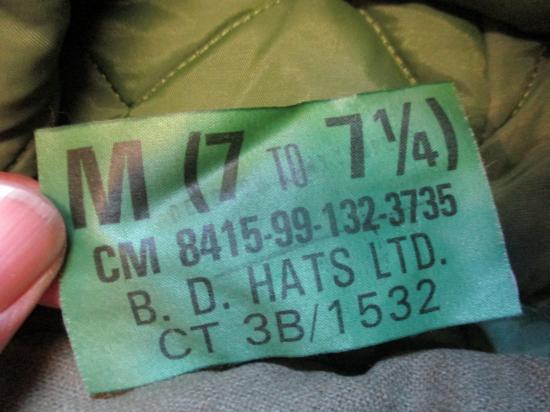 M (7 TO 7¼)
CM 8415-99-132-3735
B. D. HATS LTD.
CT 3B/1532